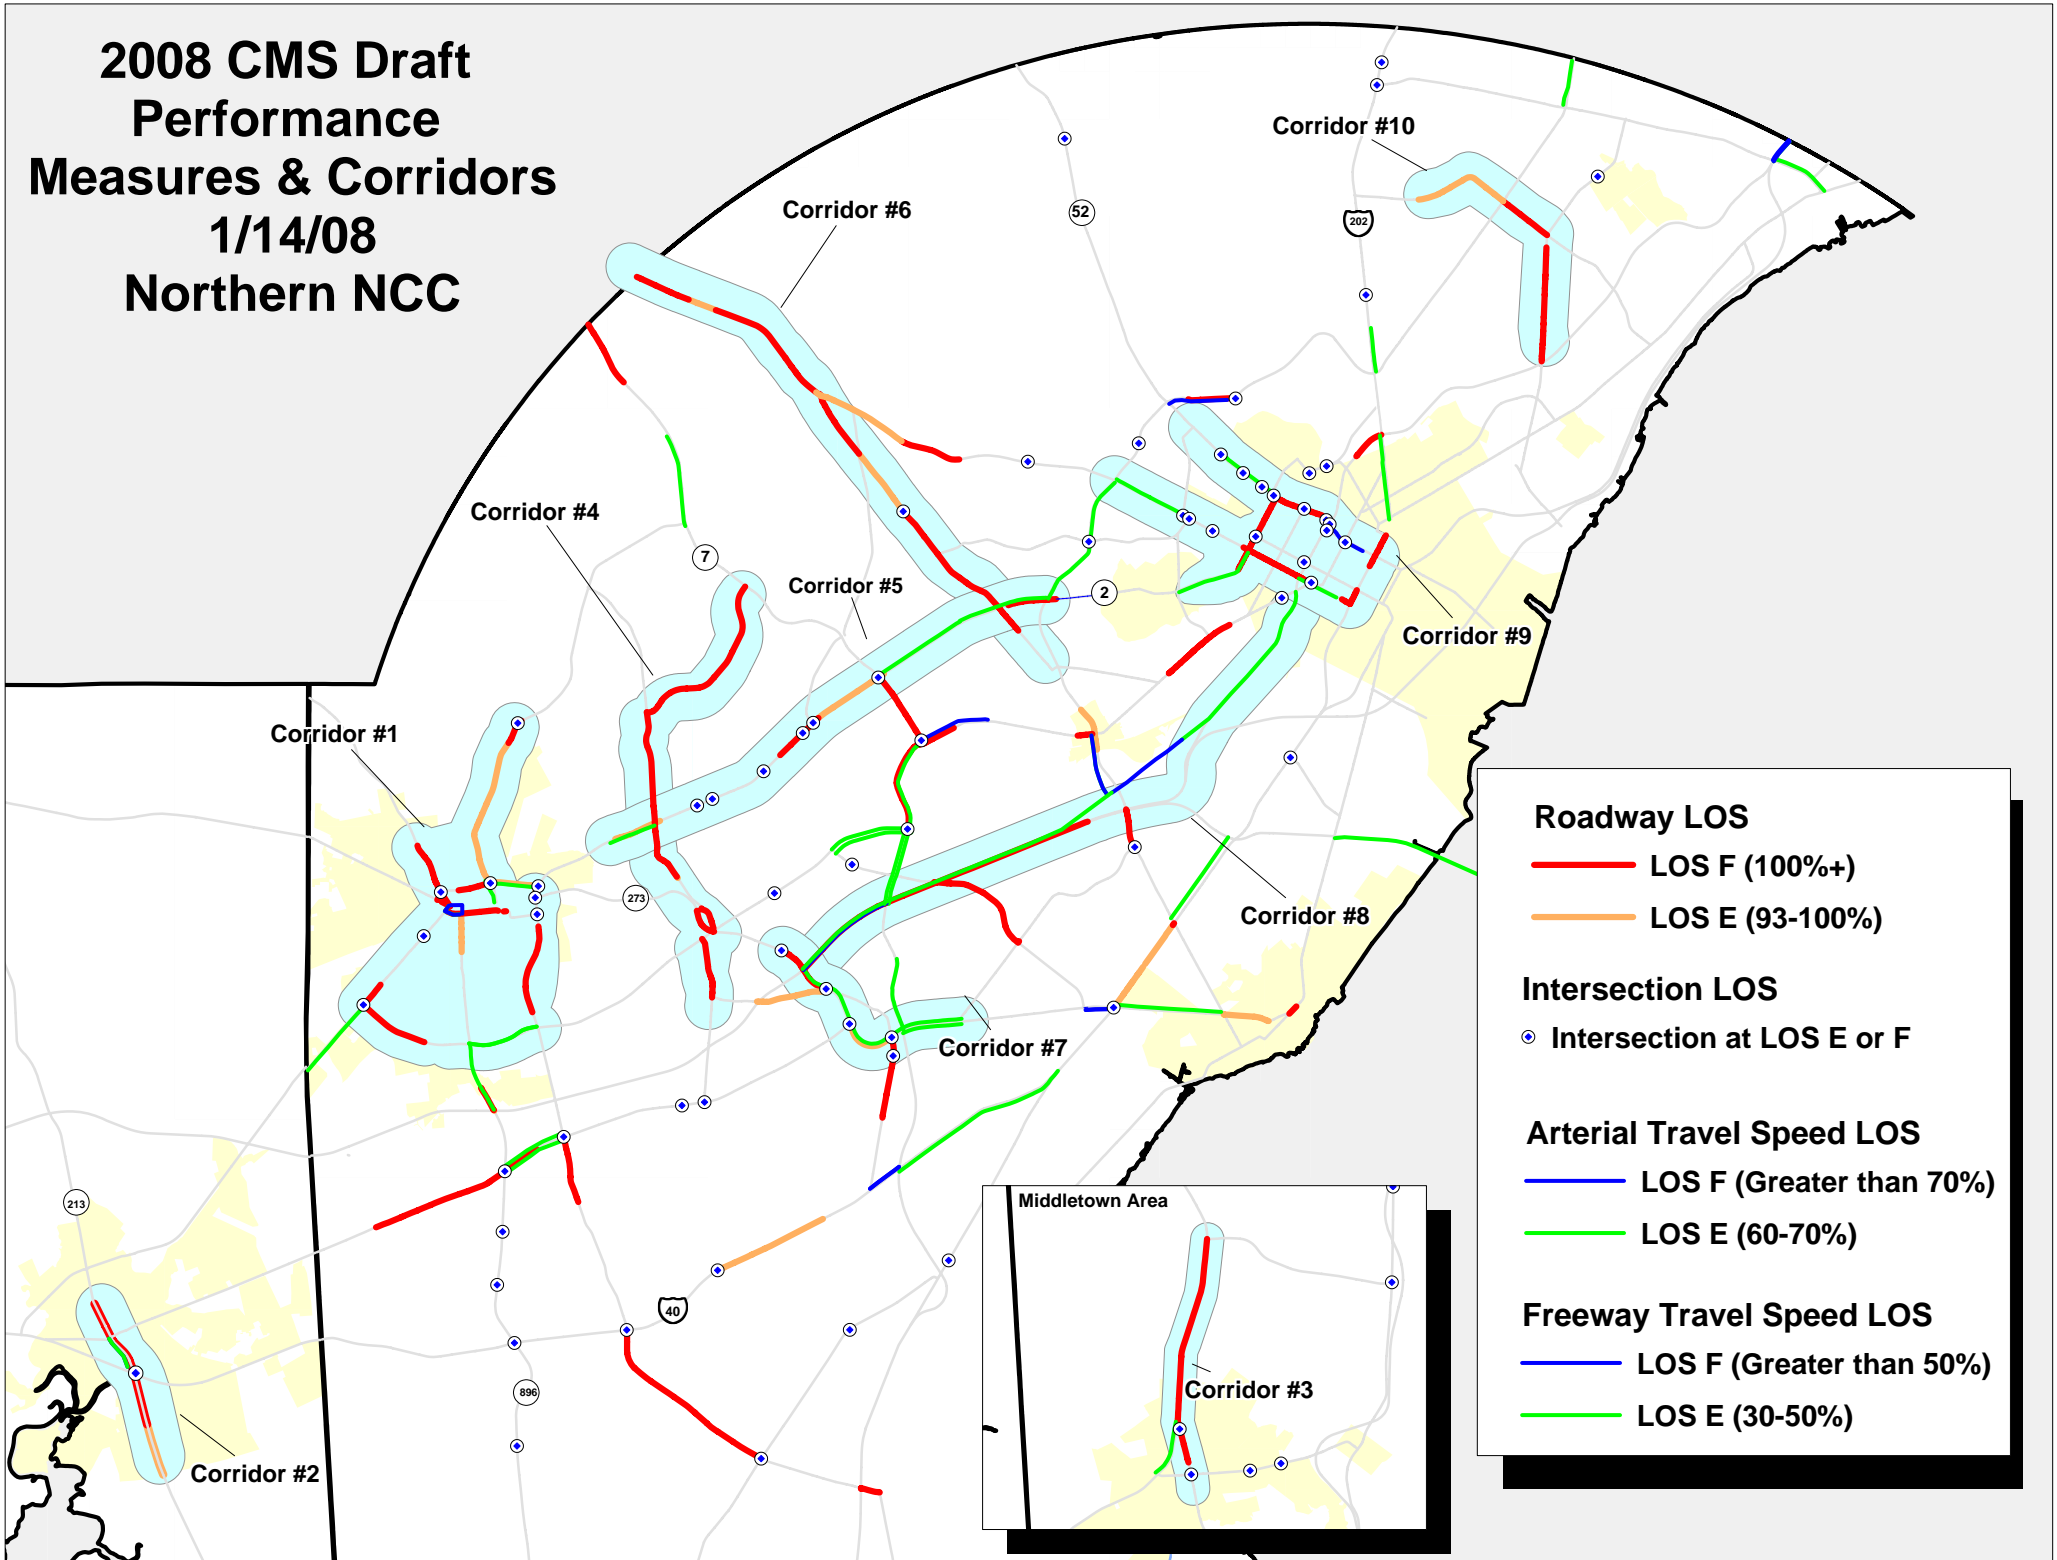 2008 CMS Draft
Performance
Measures & Corridors
1/14/08
Northern NCC
Corridor #10
Corridor #6
52
202
Corridor #4
7
Corridor #5
2
Corridor #9
Corridor #1
273
Corridor #8
Corridor #7
213
40
896
Corridor #2
Middletown Area
Corridor #3
Roadway LOS
LOS F (100%+)
LOS E (93-100%)
Intersection LOS
Intersection at LOS E or F
Arterial Travel Speed LOS
LOS F (Greater than 70%)
LOS E (60-70%)
Freeway Travel Speed LOS
LOS F (Greater than 50%)
LOS E (30-50%)